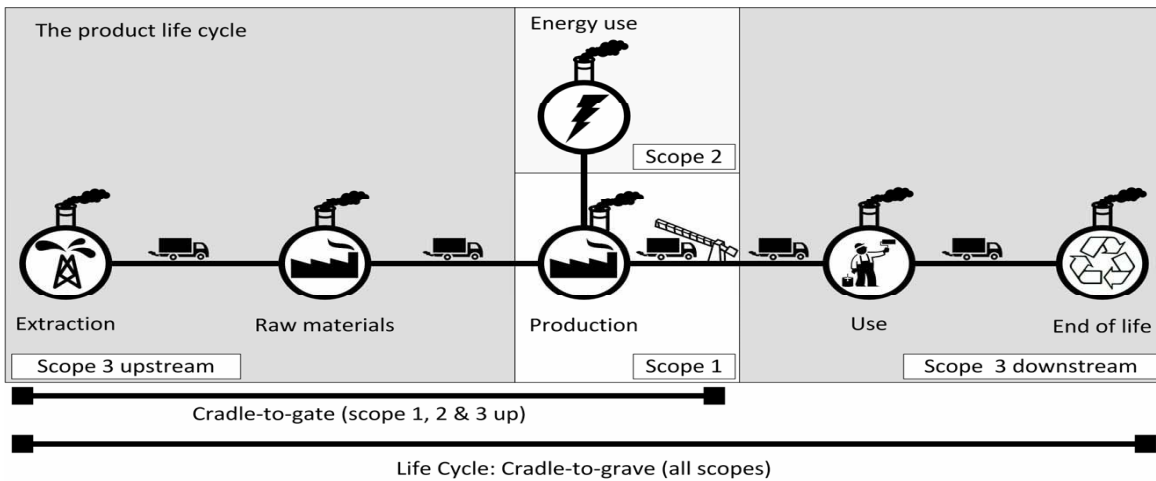 The product life cycle
Energy use
Scope 2
Extraction
Raw materials
Production
Use
End of life
Scope 3 upstream
Scope 1
Scope  3 downstream
Cradle-to-gate (scope 1, 2 & 3 up)
Life Cycle: Cradle-to-grave (all scopes)